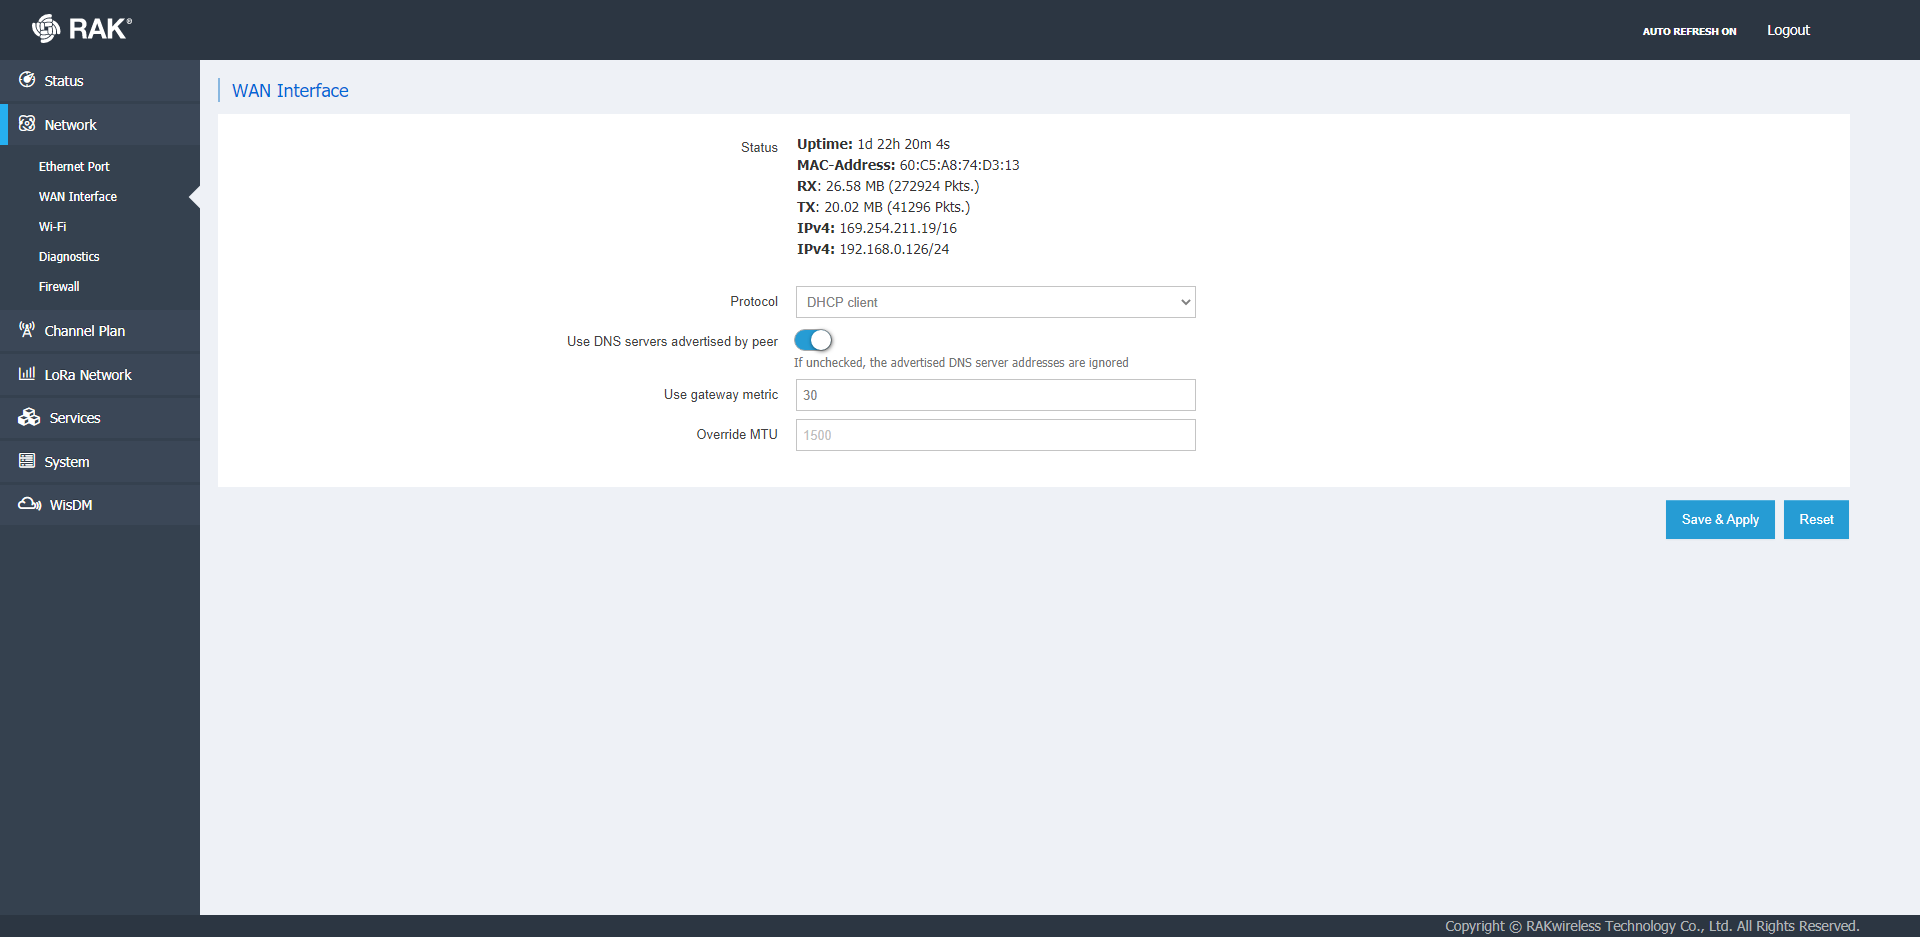 RAK®
AUTO REFRESH ON
Logout
Status
Network
Ethernet Port
WAN Interface
Wi-Fi
Diagnostics
Firewall
Channel Plan
LoRa Network
Services
System
WisDM
WAN Interface
Status
Uptime: 1d 22h 20m 4s
MAC-Address: 60:C5:A8:74:D3:13
RX: 26.58 MB (272924 Pkts.)
TX: 20.02 MB (41296 Pkts.)
IPv4: 169.254.211.19/16
IPv4: 192.168.0.126/24
Protocol DHCP client
Use DNS servers advertised by peer
If unchecked, the advertised DNS server addresses are ignored
Use gateway metric 30
Override MTU 1500
Save & Apply
Reset
Copyright © RAKwireless Technology Co., Ltd. All Rights Reserved.